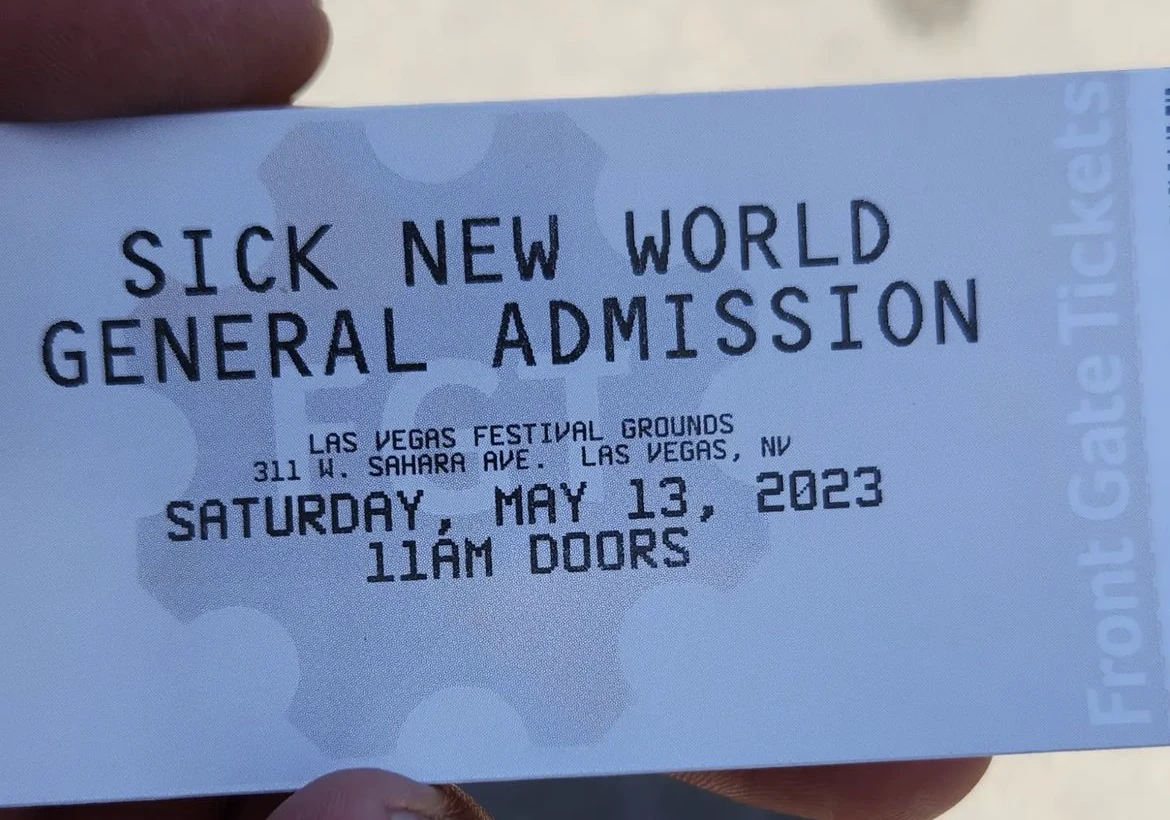 SICK NEW WORLD
GENERAL ADMISSION
FGT
LAS VEGAS FESTIVAL GROUNDS
311 W. SAHARA AVE. LAS VEGAS, NV
SATURDAY, MAY 13, 2023
11AM DOORS
Front Gate Tickets